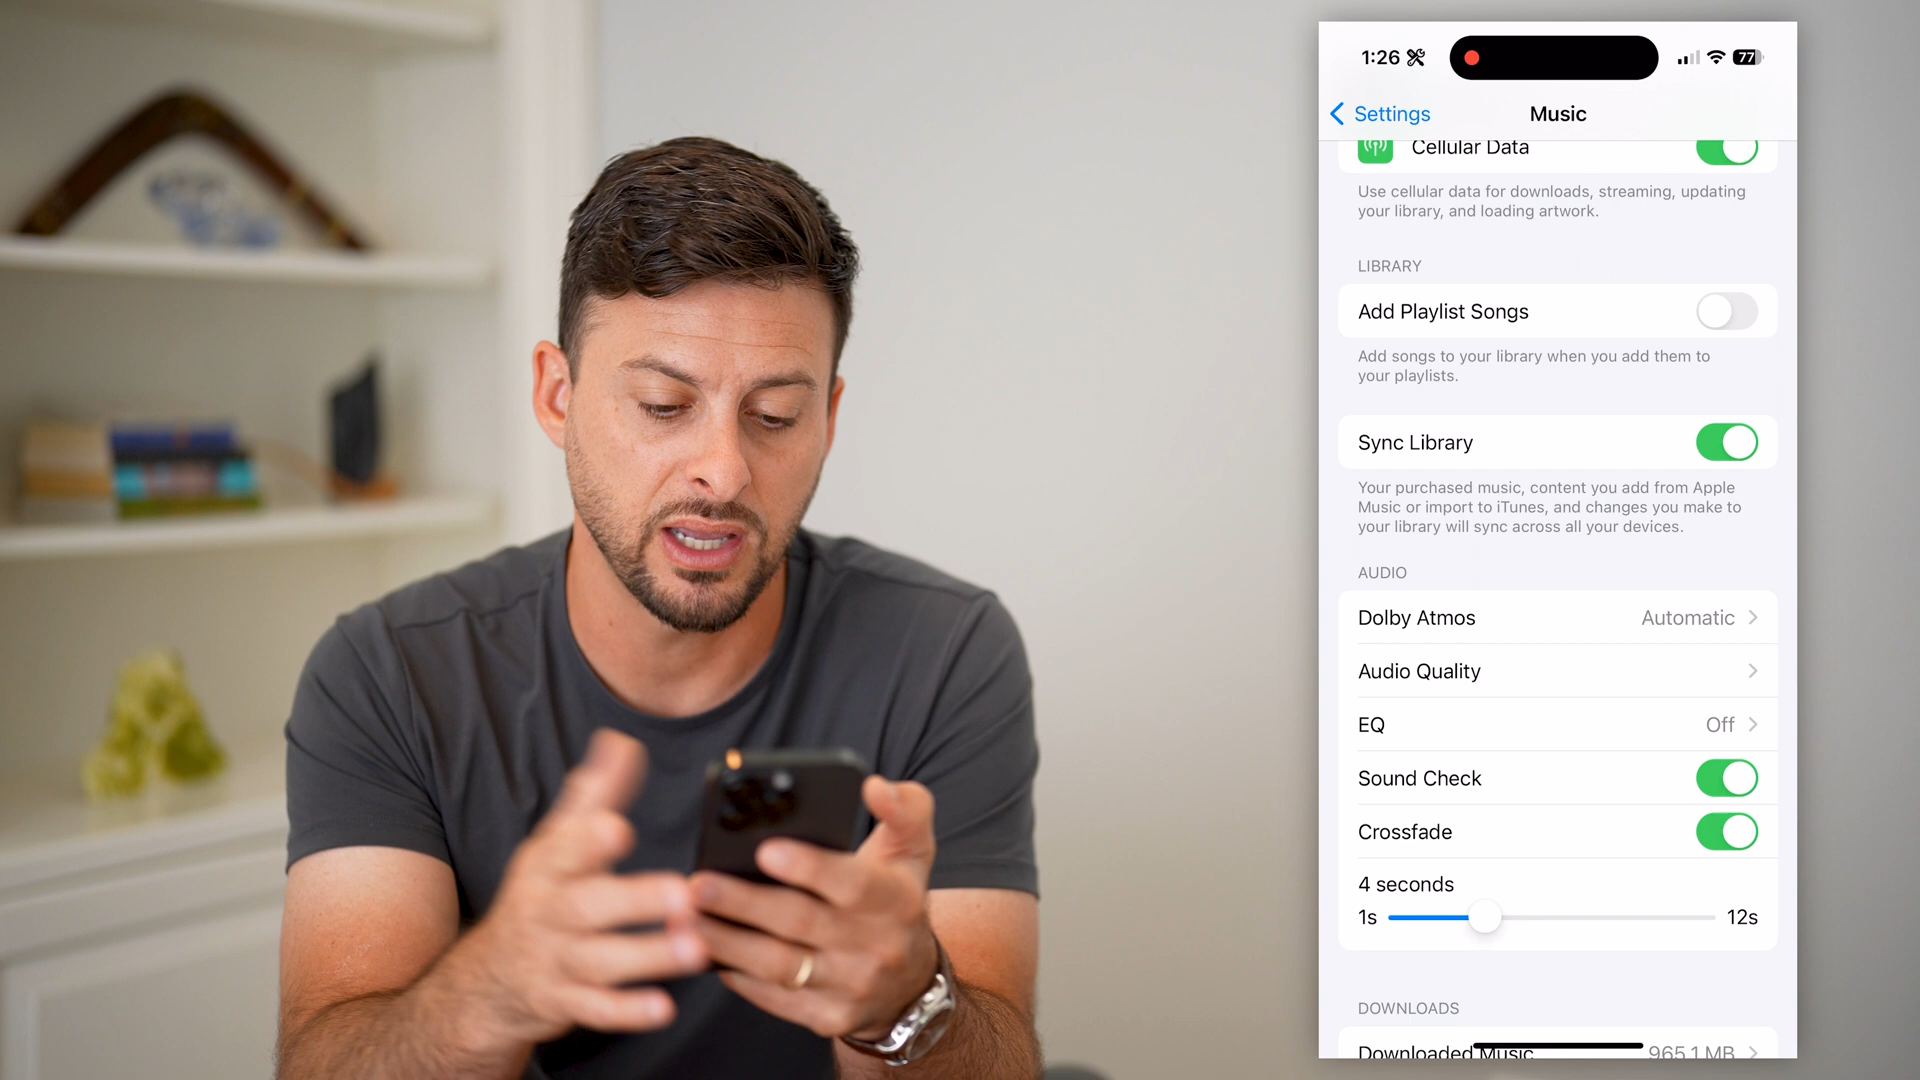 1:26
77
Settings
Music
Cellular Data
Use cellular data for downloads, streaming, updating
your library, and loading artwork.
LIBRARY
Add Playlist Songs
Add songs to your library when you add them to
your playlists.
Sync Library
Your purchased music, content you add from Apple
Music or import to iTunes, and changes you make to
your library will sync across all your devices.
AUDIO
Dolby Atmos Automatic
Audio Quality
EQ Off
Sound Check
Crossfade
4 seconds
1s 12s
DOWNLOADS
Downloaded Music 965.1 MB